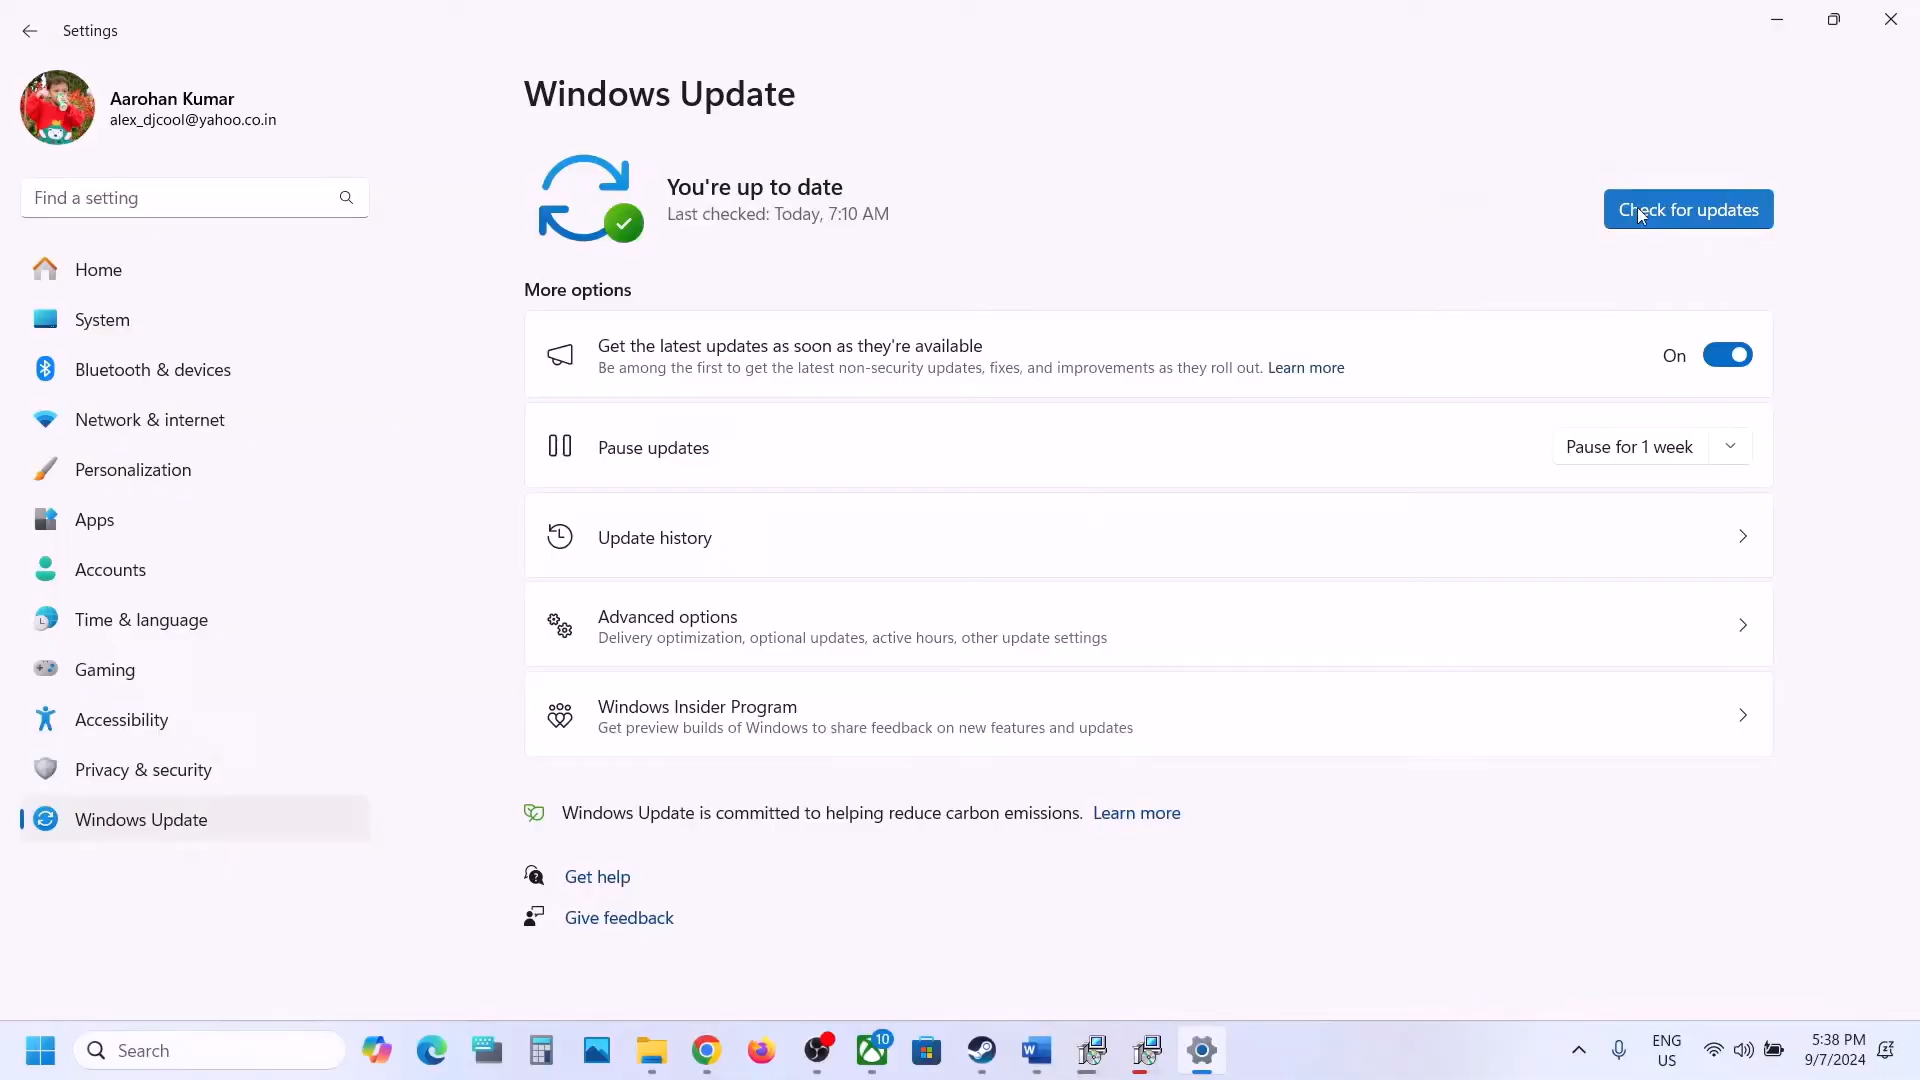 Settings
Aarohan Kumar
alex_djcool@yahoo.co.in
Find a setting
Home
System
Bluetooth & devices
Network & internet
Personalization
Apps
Accounts
Time & language
Gaming
Accessibility
Privacy & security
Windows Update
Windows Update
You're up to date
Last checked: Today, 7:10 AM
Check for updates
More options
Get the latest updates as soon as they're available
Be among the first to get the latest non-security updates, fixes, and improvements as they roll out. Learn more
On
Pause updates
Pause for 1 week
Update history
Advanced options
Delivery optimization, optional updates, active hours, other update settings
Windows Insider Program
Get preview builds of Windows to share feedback on new features and updates
Windows Update is committed to helping reduce carbon emissions. Learn more
Get help
Give feedback
Search
10
ENG
US
5:38 PM
9/7/2024